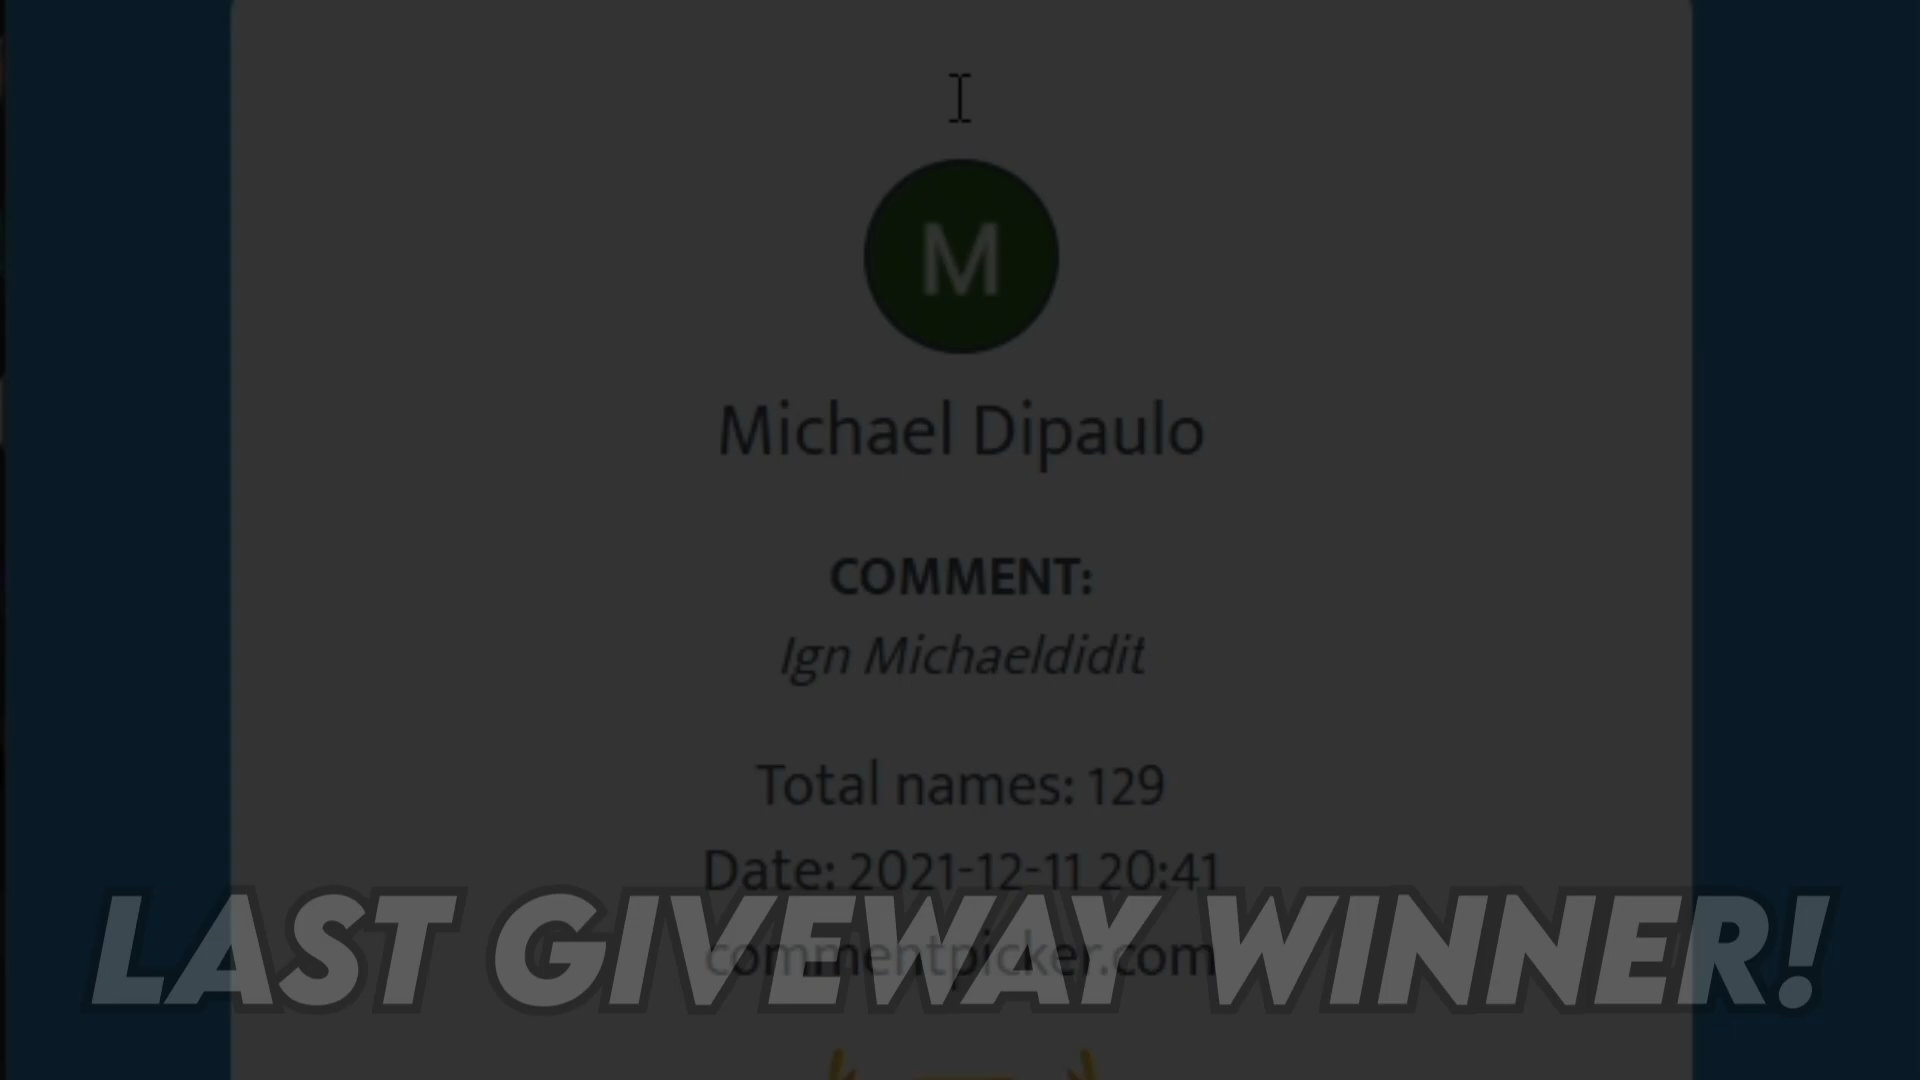 M
Michael Dipaulo
COMMENT:
Ign Michaeldidit
Total names: 129
Date: 2021-12-11 20:41
commentpicker.com
LAST GIVEWAY WINNER!